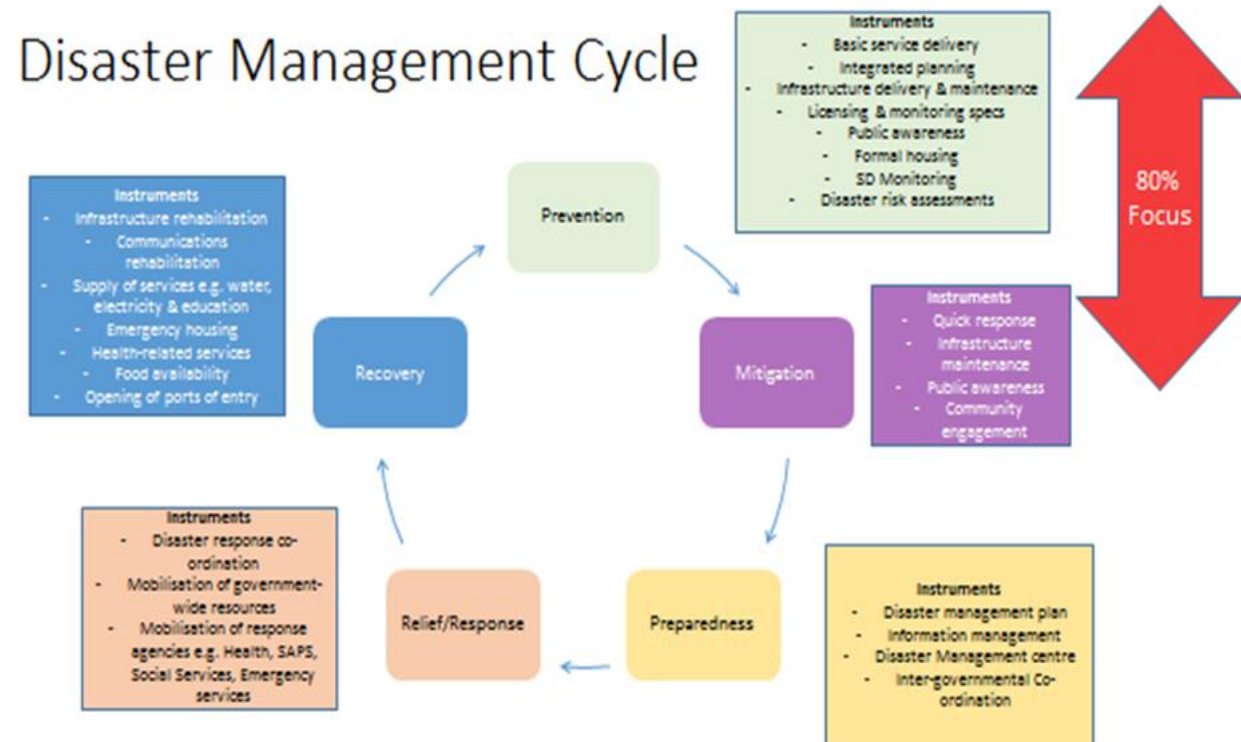 Disaster Management Cycle
Instruments
- Basic service delivery
- Integrated planning
- Infrastructure delivery & maintenance
- Licensing & monitoring specs
- Public awareness
- Formal housing
- SD Monitoring
- Disaster risk assessments
80%
Focus
Prevention
Instruments
- Infrastructure rehabilitation
- Communications
rehabilitation
- Supply of services e.g. water,
electricity & education
- Emergency housing
- Health-related services
- Food availability
- Opening of ports of entry
Recovery
Mitigation
Instruments
- Quick response
- Infrastructure
maintenance
- Public awareness
- Community
engagement
Instruments
- Disaster response co-
ordination
- Mobilisation of government-
wide resources
- Mobilisation of response
agencies e.g. Health, SAPS,
Social Services, Emergency
services
Relief/Response
Preparedness
Instruments
- Disaster management plan
- Information management
- Disaster Management centre
- Inter-governmental Co-
ordination